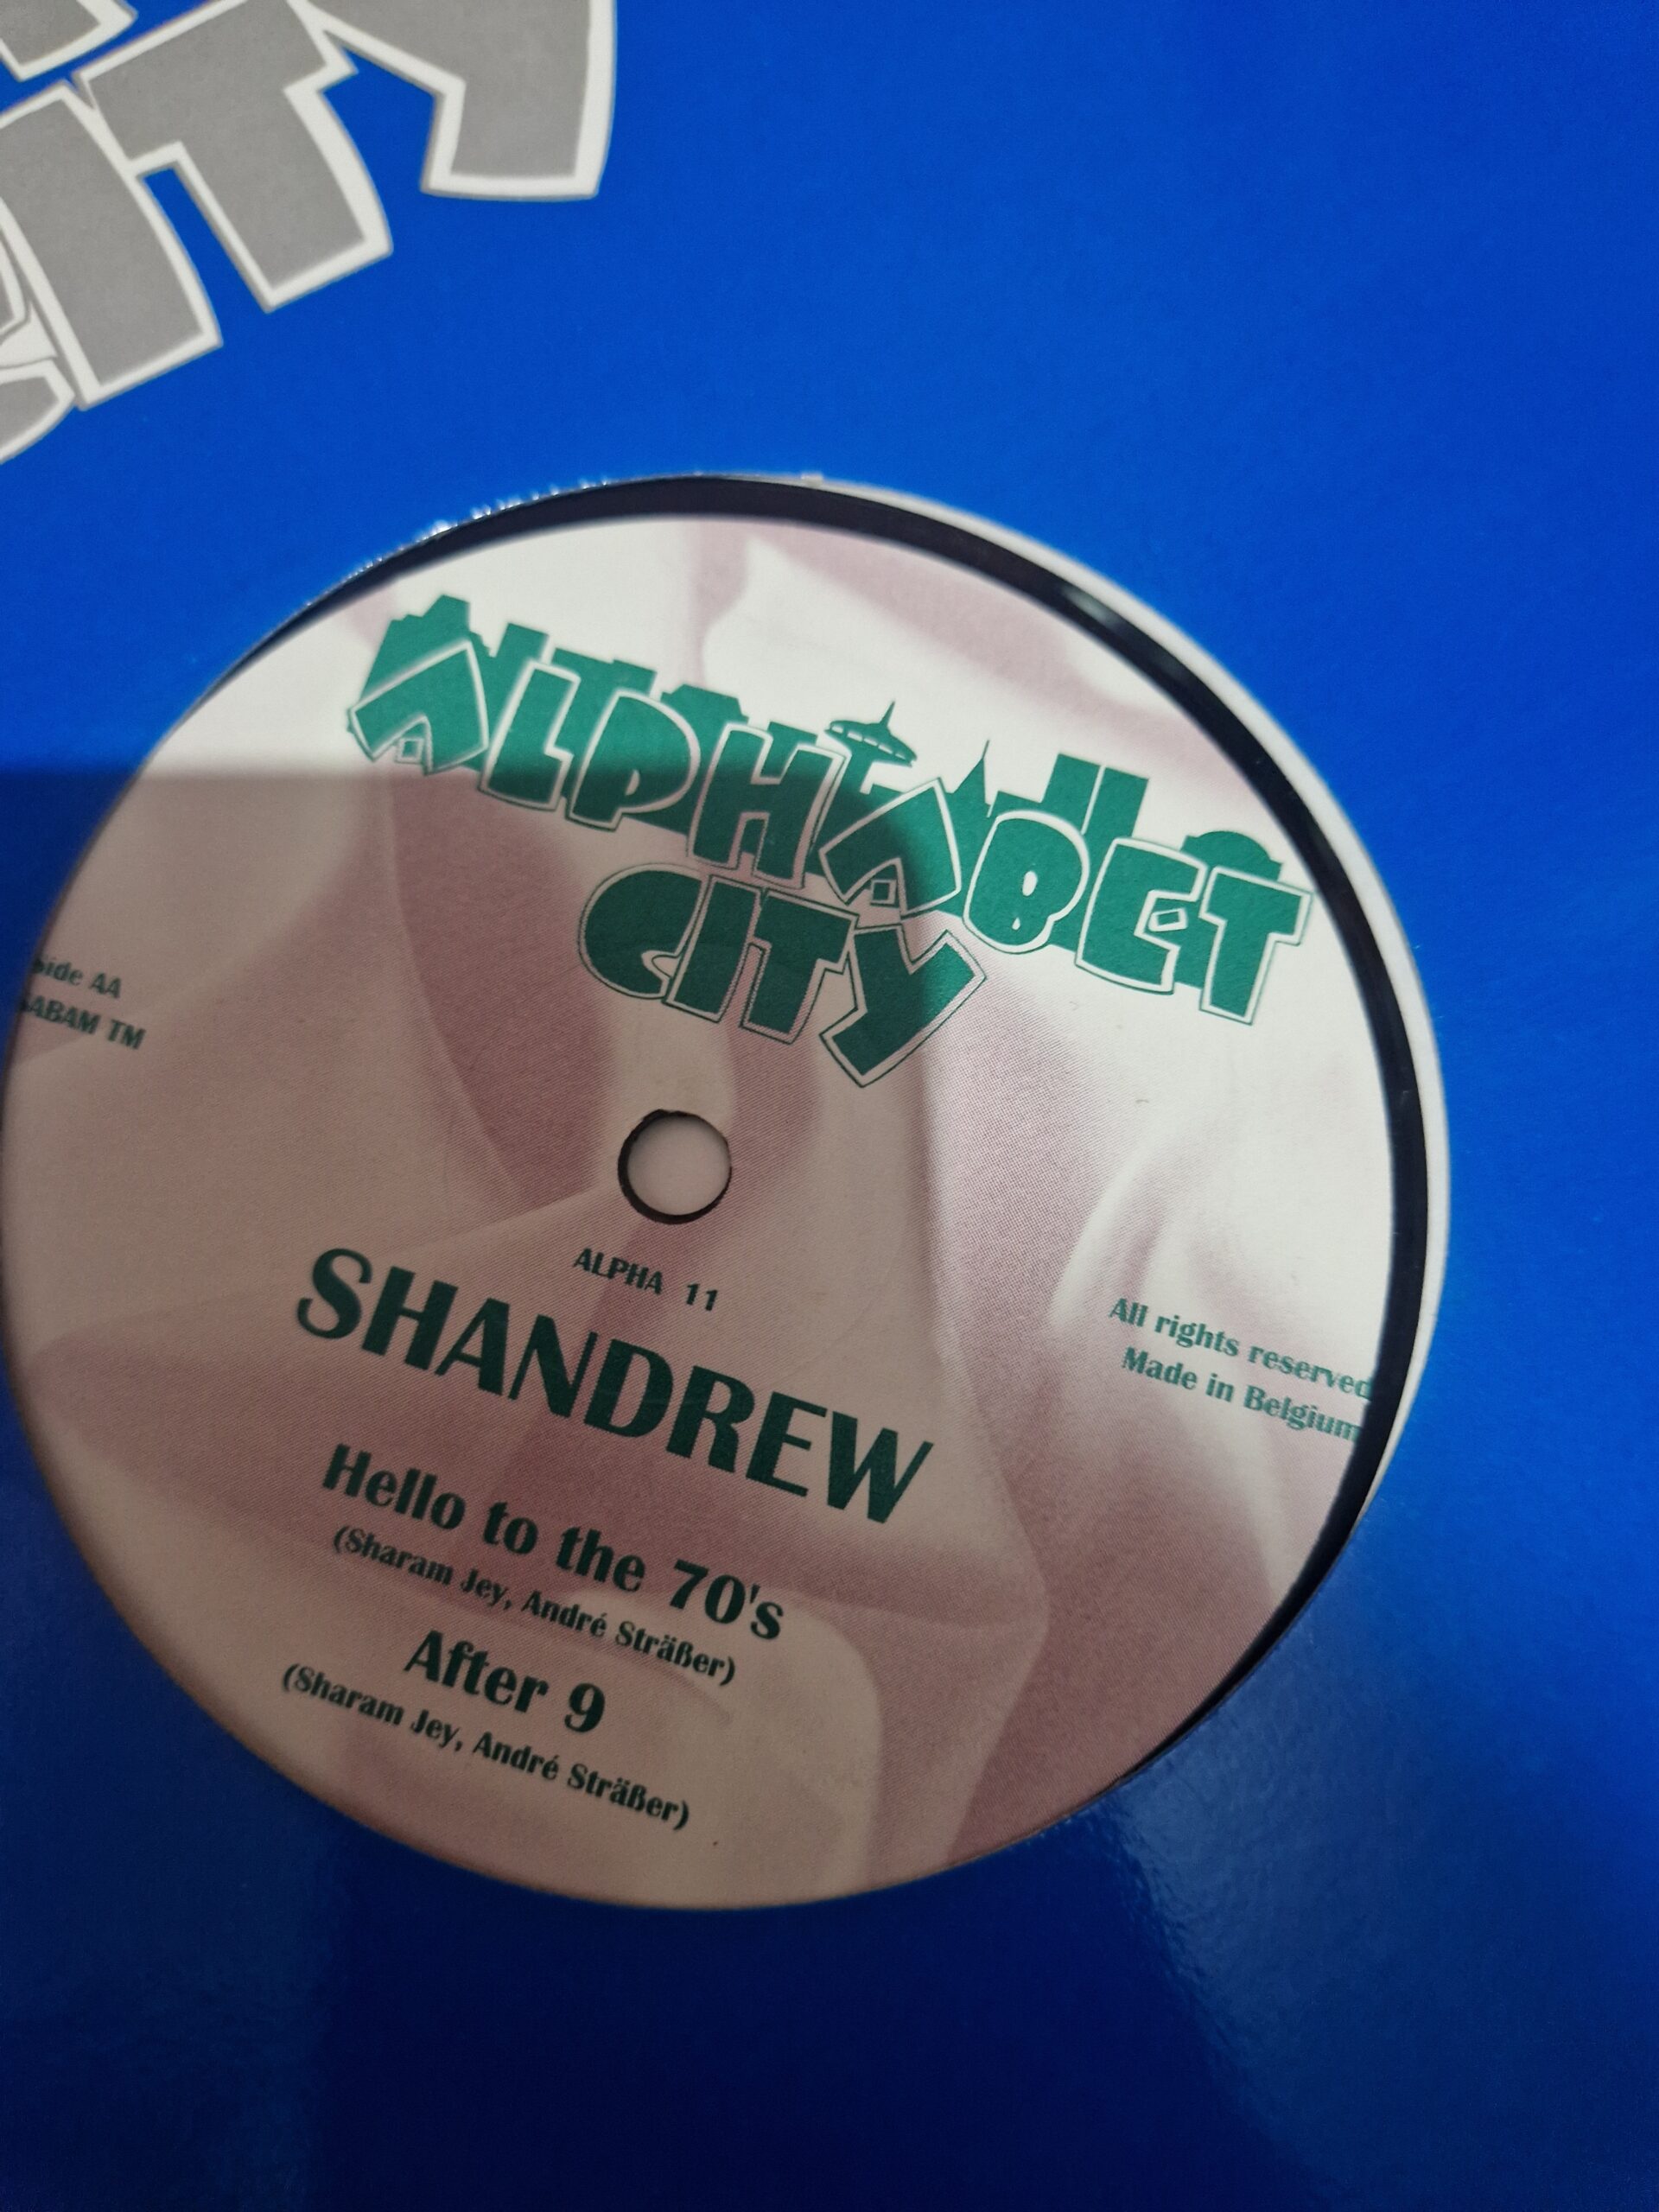 CITY
ALPHABET
CITY
Side AA
SABAM TM
ALPHA 11
SHANDREW
All rights reserved
Made in Belgium
Hello to the 70's
(Sharam Jey, André Sträßer)
After 9
(Sharam Jey, André Sträßer)